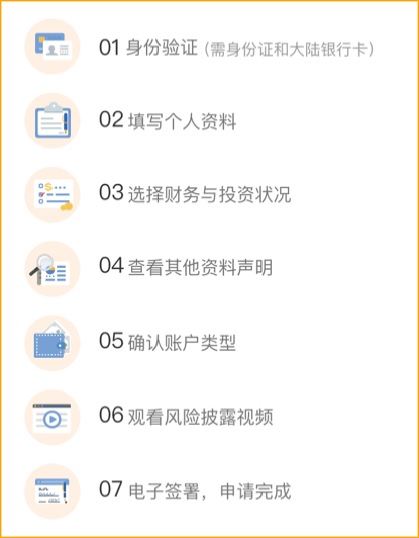 01 身份验证（需身份证和大陆银行卡）
02 填写个人资料
03 选择财务与投资状况
04 查看其他资料声明
05 确认账户类型
06 观看风险披露视频
07 电子签署，申请完成